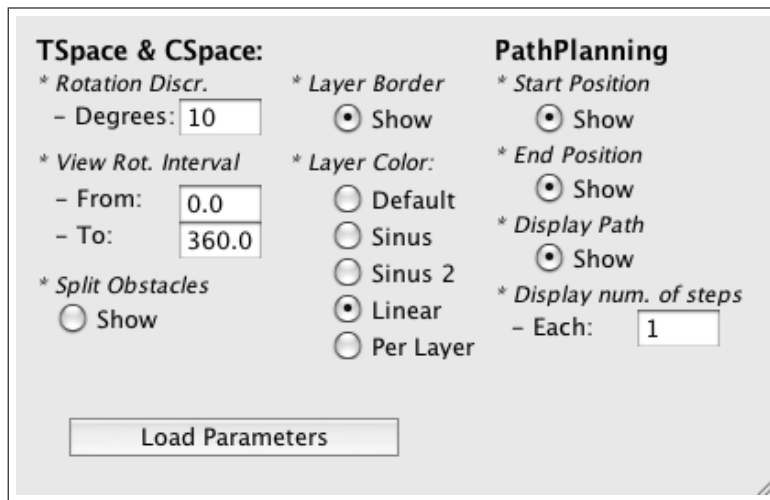 TSpace & CSpace:
* Rotation Discr.
– Degrees: 10
* View Rot. Interval
– From: 0.0
– To: 360.0
* Split Obstacles
Show
* Layer Border
Show
* Layer Color:
Default
Sinus
Sinus 2
Linear
Per Layer
PathPlanning
* Start Position
Show
* End Position
Show
* Display Path
Show
* Display num. of steps
– Each: 1
Load Parameters